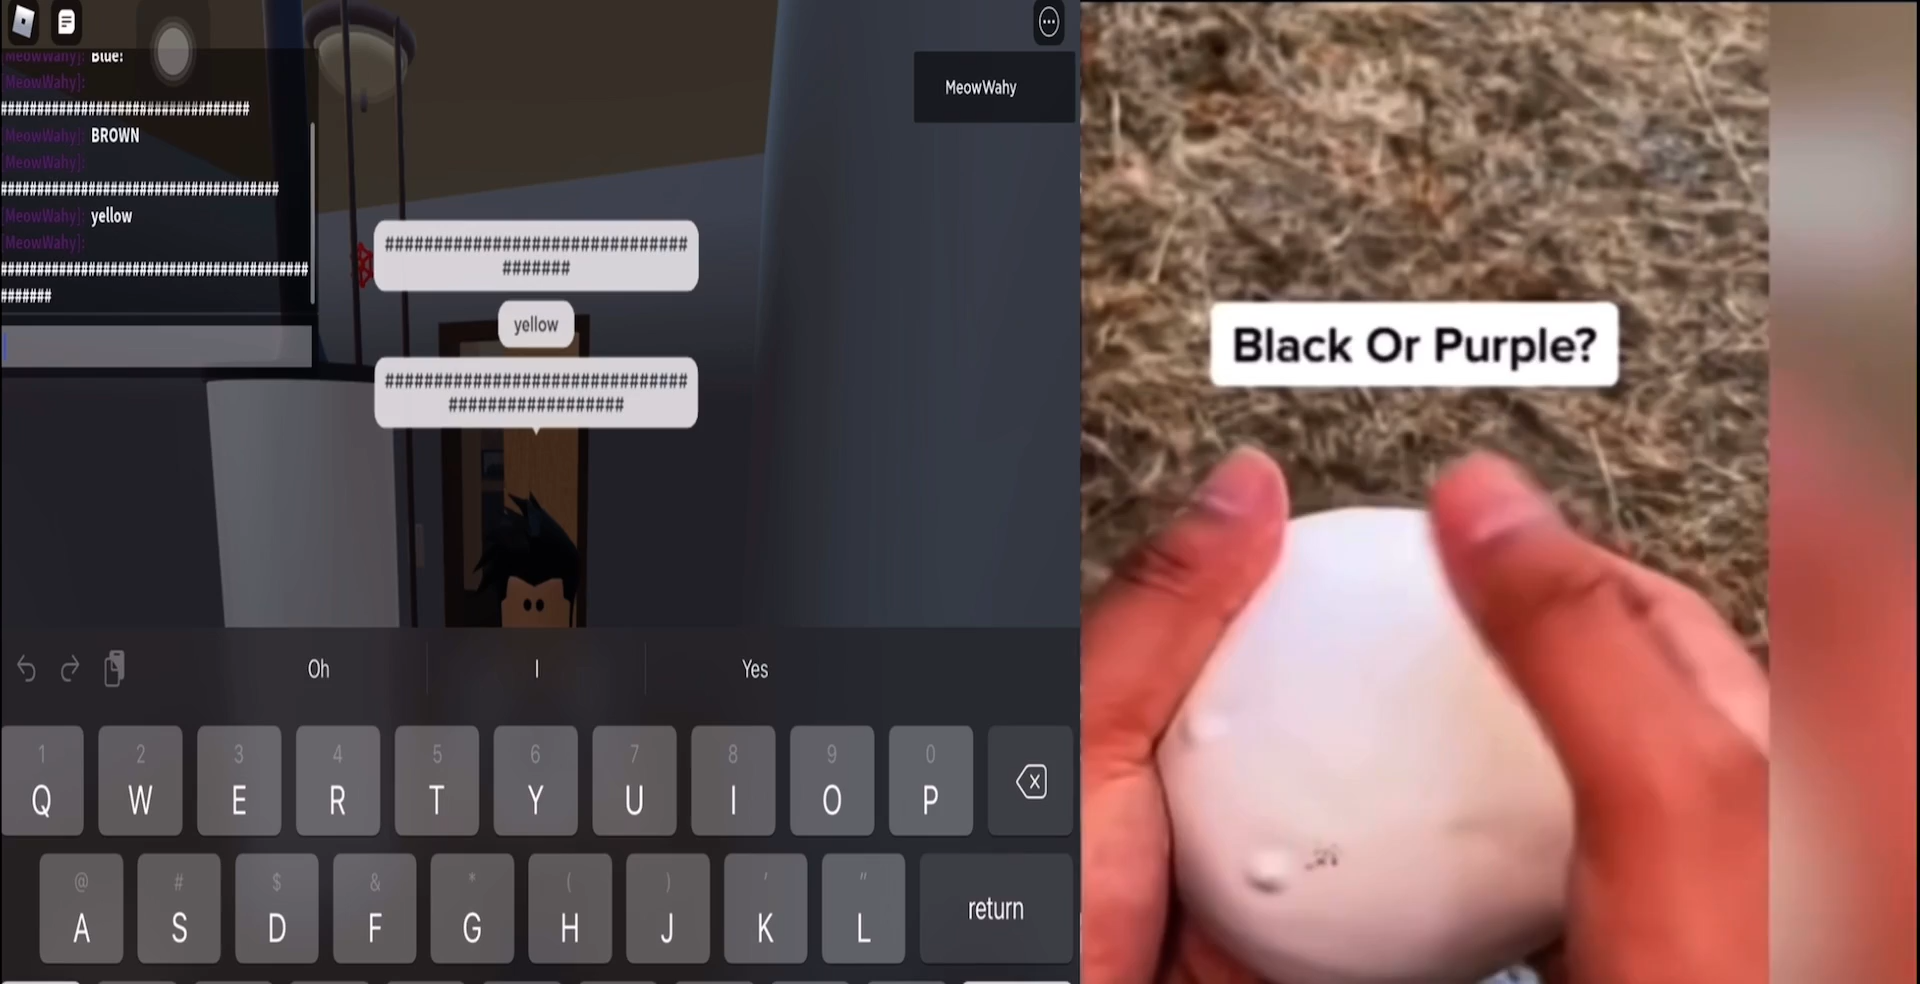 [MeowWahy]: Blue!
[MeowWahy]:
##################################
[MeowWahy]: BROWN
[MeowWahy]:
######################################
[MeowWahy]: yellow
[MeowWahy]:
##########################################
#######
MeowWahy
###############################
#######
yellow
###############################
##################
Oh I Yes
1 2 3 4 5 6 7 8 9 0
Q W E R T Y U I O P
@ # $ & * ( ) ' "
A S D F G H J K L return
Black Or Purple?